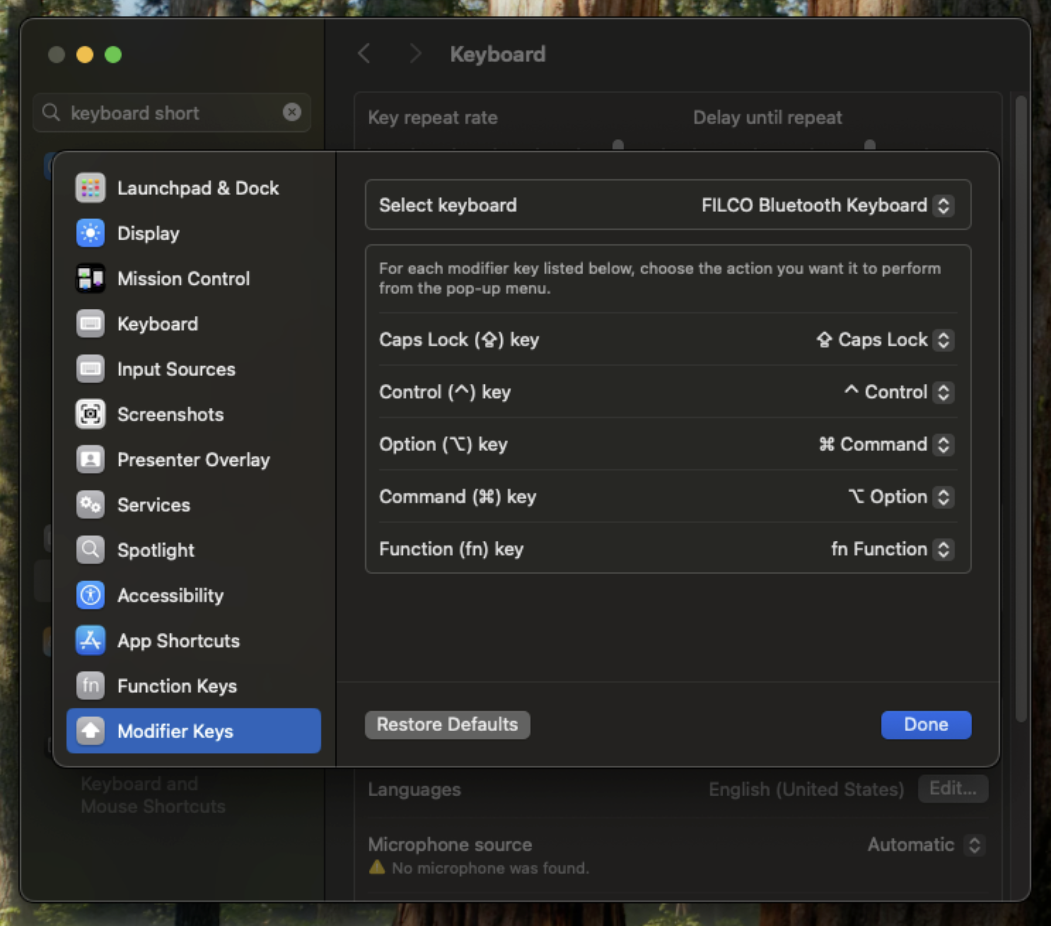 Keyboard
keyboard short
Key repeat rate
Delay until repeat
Launchpad & Dock
Display
Mission Control
Keyboard
Input Sources
Screenshots
Presenter Overlay
Services
Spotlight
Accessibility
App Shortcuts
fn Function Keys
Modifier Keys
Select keyboard
FILCO Bluetooth Keyboard
For each modifier key listed below, choose the action you want it to perform
from the pop-up menu.
Caps Lock (⇪) key
⇪ Caps Lock
Control (^) key
^ Control
Option (⌥) key
⌘ Command
Command (⌘) key
⌥ Option
Function (fn) key
fn Function
Restore Defaults
Done
Keyboard and
Mouse Shortcuts
Languages
English (United States)
Edit...
Microphone source
Automatic
No microphone was found.